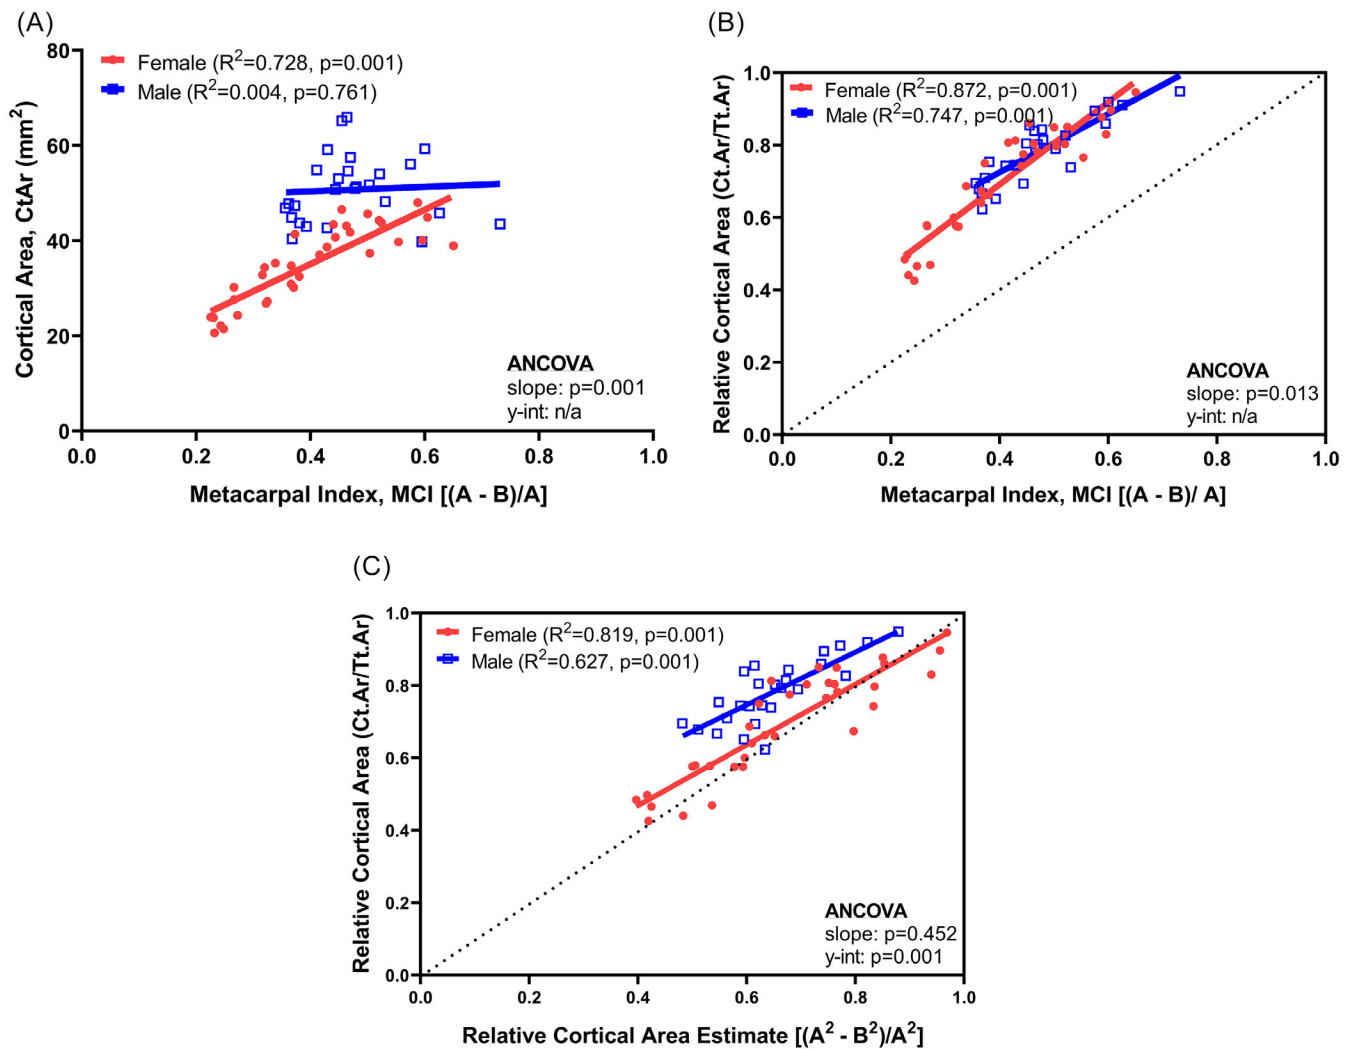 (A)
80
60
40
20
0
Cortical Area, CtAr (mm²)
Female (R²=0.728, p=0.001)
Male (R²=0.004, p=0.761)
ANCOVA
slope: p=0.001
y-int: n/a
0.0 0.2 0.4 0.6 0.8 1.0
Metacarpal Index, MCI [(A - B)/A]
(B)
1.0
0.8
0.6
0.4
0.2
0.0
Relative Cortical Area (Ct.Ar/Tt.Ar)
Female (R²=0.872, p=0.001)
Male (R²=0.747, p=0.001)
ANCOVA
slope: p=0.013
y-int: n/a
0.0 0.2 0.4 0.6 0.8 1.0
Metacarpal Index, MCI [(A - B)/ A]
(C)
1.0
0.8
0.6
0.4
0.2
0.0
Relative Cortical Area (Ct.Ar/Tt.Ar)
Female (R²=0.819, p=0.001)
Male (R²=0.627, p=0.001)
ANCOVA
slope: p=0.452
y-int: p=0.001
0.0 0.2 0.4 0.6 0.8 1.0
Relative Cortical Area Estimate [(A² - B²)/A²]